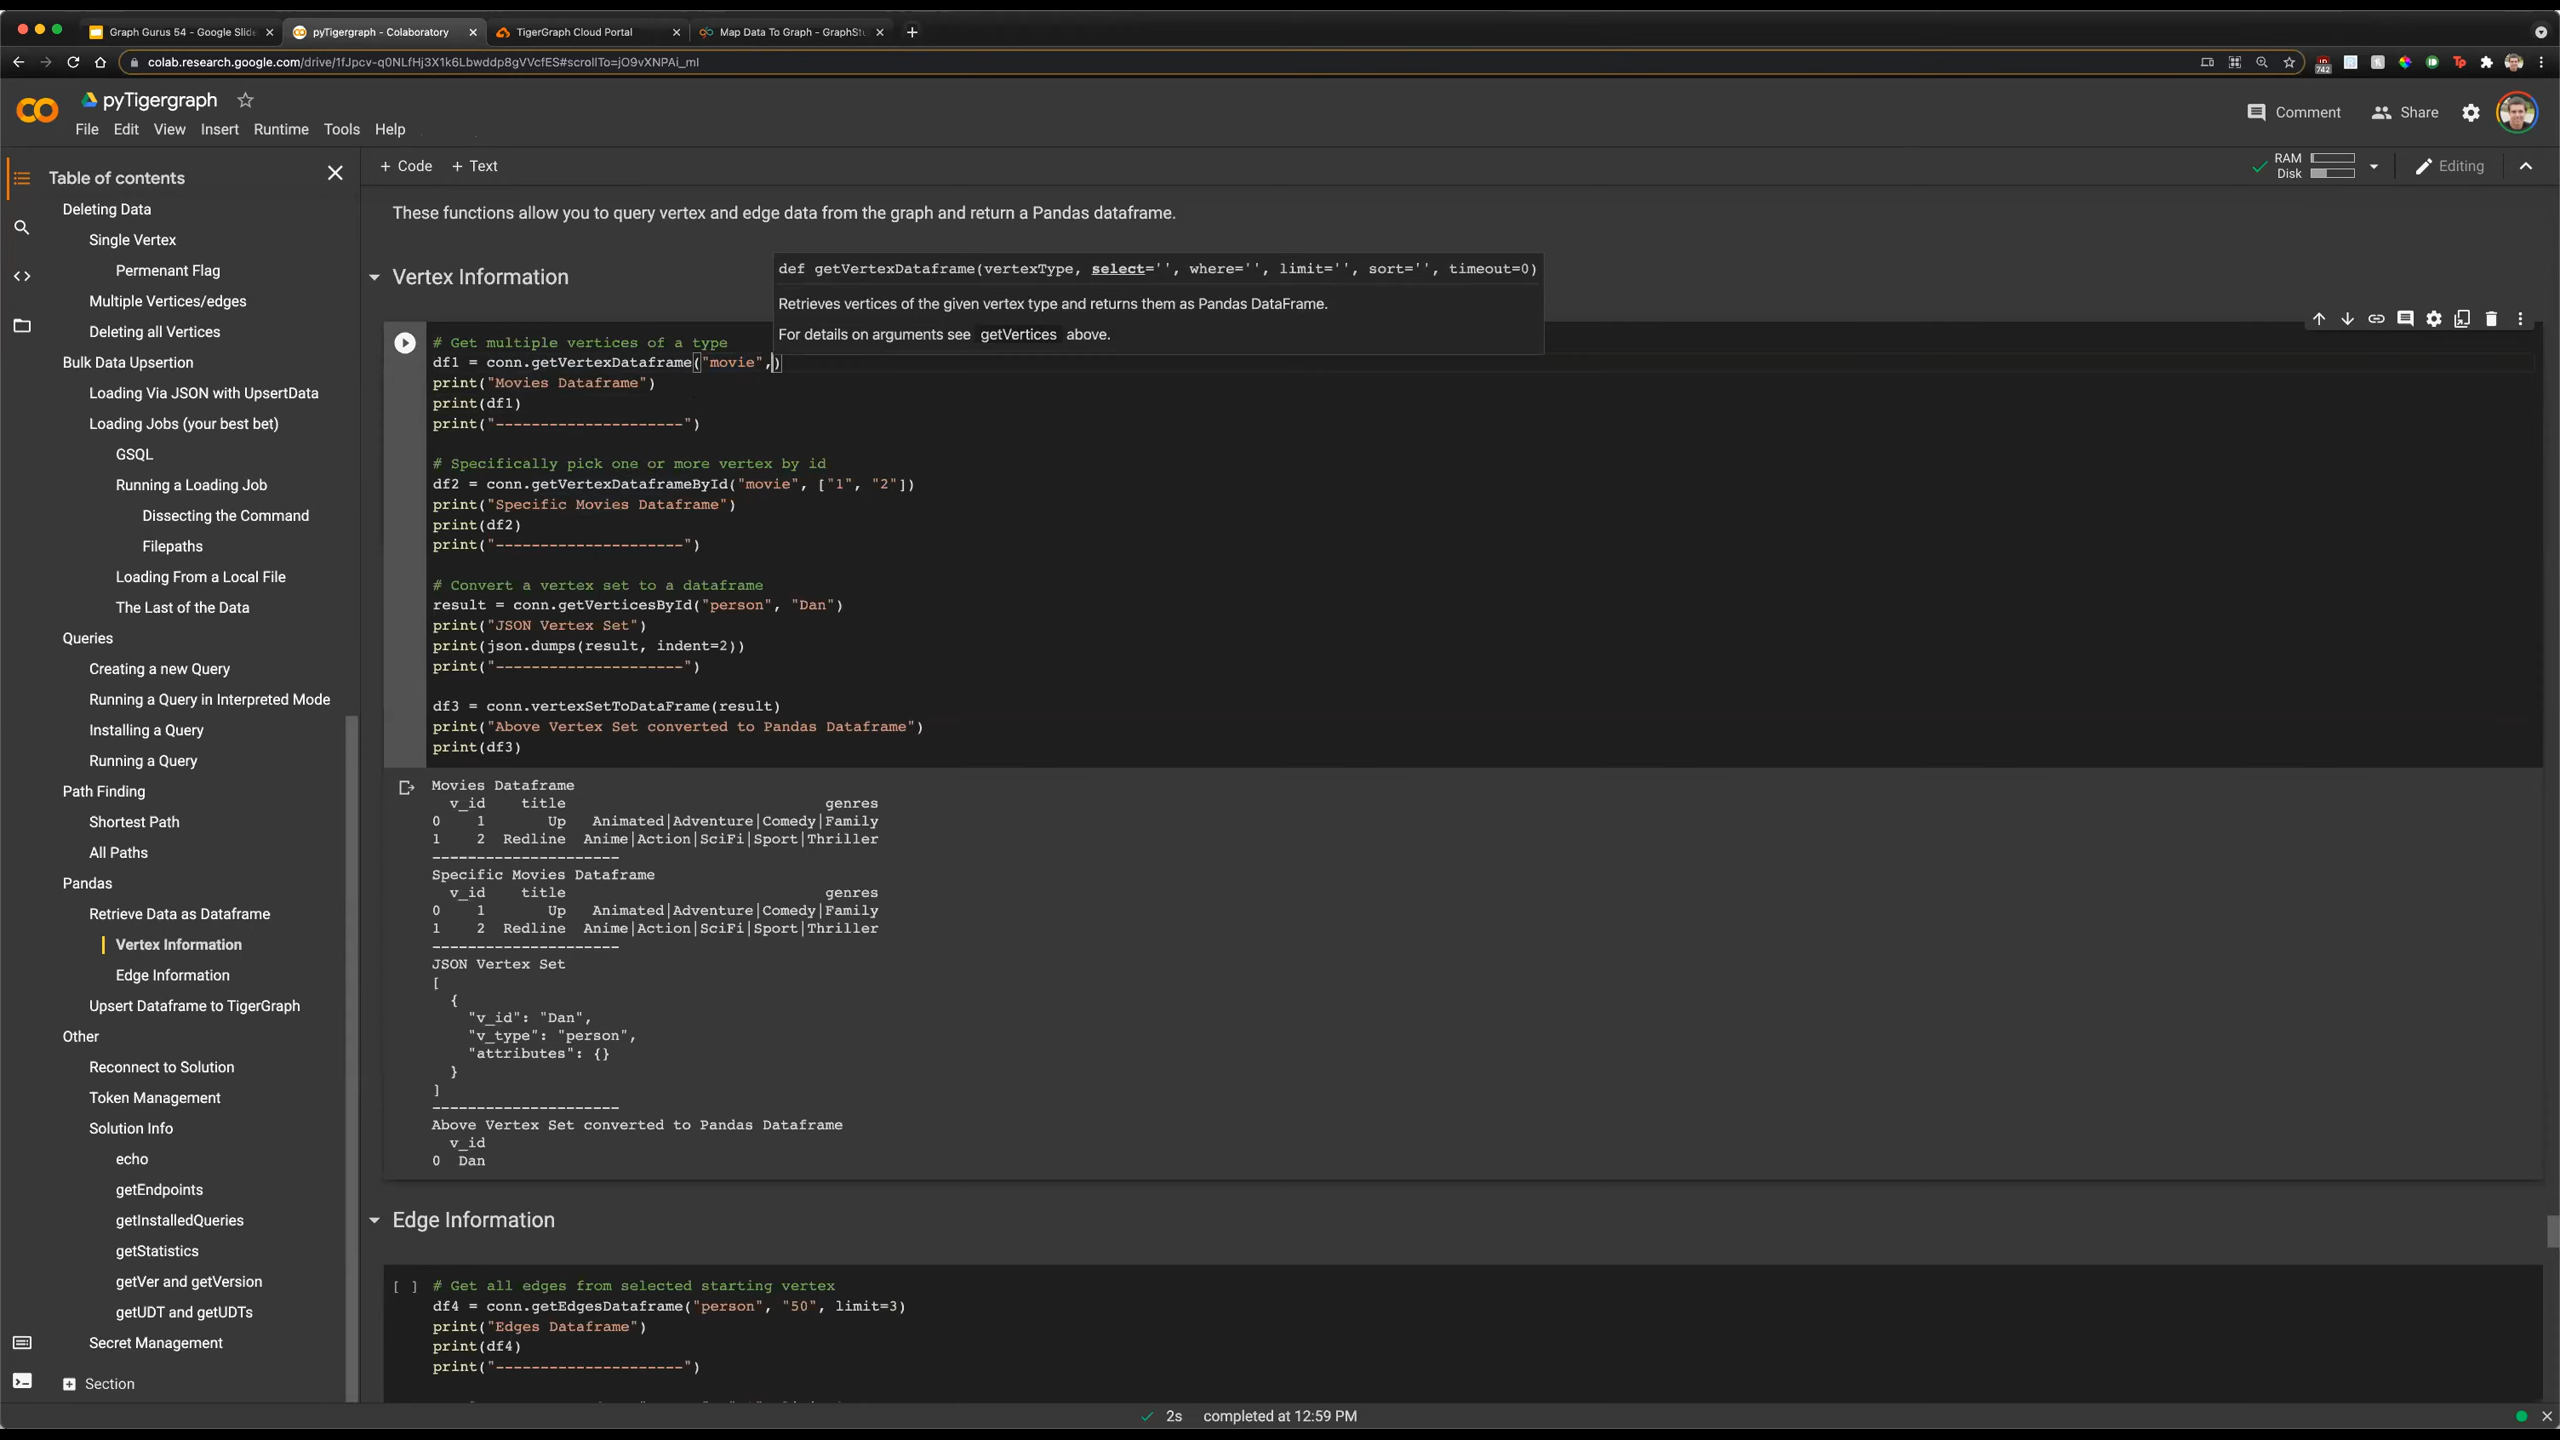 Graph Gurus 54 - Google Slide
pyTigergraph - Colaboratory
TigerGraph Cloud Portal
Map Data To Graph - GraphStu
colab.research.google.com/drive/1fJpcv-q0NLfHj3X1k6Lbwddp8gVVcfES#scrollTo=jO9vXNPAi_mI
742
pyTigergraph
File Edit View Insert Runtime Tools Help
Comment
Share
+ Code + Text
RAM
Disk
Editing
Table of contents
Deleting Data
Single Vertex
Permenant Flag
Multiple Vertices/edges
Deleting all Vertices
Bulk Data Upsertion
Loading Via JSON with UpsertData
Loading Jobs (your best bet)
GSQL
Running a Loading Job
Dissecting the Command
Filepaths
Loading From a Local File
The Last of the Data
Queries
Creating a new Query
Running a Query in Interpreted Mode
Installing a Query
Running a Query
Path Finding
Shortest Path
All Paths
Pandas
Retrieve Data as Dataframe
Vertex Information
Edge Information
Upsert Dataframe to TigerGraph
Other
Reconnect to Solution
Token Management
Solution Info
echo
getEndpoints
getInstalledQueries
getStatistics
getVer and getVersion
getUDT and getUDTs
Secret Management
Section
These functions allow you to query vertex and edge data from the graph and return a Pandas dataframe.
Vertex Information
def getVertexDataframe(vertexType, select='', where='', limit='', sort='', timeout=0)
Retrieves vertices of the given vertex type and returns them as Pandas DataFrame.
For details on arguments see getVertices above.
# Get multiple vertices of a type
df1 = conn.getVertexDataframe("movie",)
print("Movies Dataframe")
print(df1)
print("---------------------")
# Specifically pick one or more vertex by id
df2 = conn.getVertexDataframeById("movie", ["1", "2"])
print("Specific Movies Dataframe")
print(df2)
print("---------------------")
# Convert a vertex set to a dataframe
result = conn.getVerticesById("person", "Dan")
print("JSON Vertex Set")
print(json.dumps(result, indent=2))
print("---------------------")
df3 = conn.vertexSetToDataFrame(result)
print("Above Vertex Set converted to Pandas Dataframe")
print(df3)
Movies Dataframe
v_id title genres
0 1 Up Animated|Adventure|Comedy|Family
1 2 Redline Anime|Action|SciFi|Sport|Thriller
---------------------
Specific Movies Dataframe
v_id title genres
0 1 Up Animated|Adventure|Comedy|Family
1 2 Redline Anime|Action|SciFi|Sport|Thriller
---------------------
JSON Vertex Set
[
{
"v_id": "Dan",
"v_type": "person",
"attributes": {}
}
]
---------------------
Above Vertex Set converted to Pandas Dataframe
v_id
0 Dan
Edge Information
[ ] # Get all edges from selected starting vertex
df4 = conn.getEdgesDataframe("person", "50", limit=3)
print("Edges Dataframe")
print(df4)
print("---------------------")
2s completed at 12:59 PM